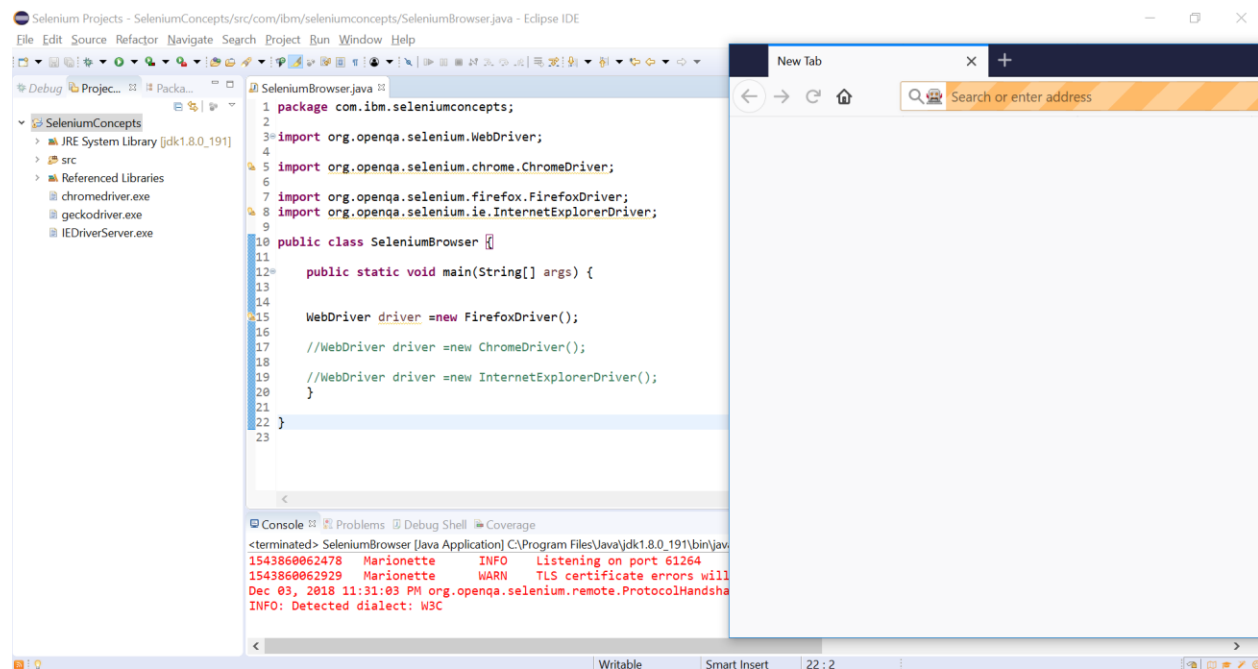 Selenium Projects - SeleniumConcepts/src/com/ibm/seleniumconcepts/SeleniumBrowser.java - Eclipse IDE
File Edit Source Refactor Navigate Search Project Run Window Help
Debug Projec... Packa...
SeleniumConcepts
JRE System Library [jdk1.8.0_191]
src
Referenced Libraries
chromedriver.exe
geckodriver.exe
IEDriverServer.exe
SeleniumBrowser.java
1 package com.ibm.seleniumconcepts;
2
3 import org.openqa.selenium.WebDriver;
4
5 import org.openqa.selenium.chrome.ChromeDriver;
6
7 import org.openqa.selenium.firefox.FirefoxDriver;
8 import org.openqa.selenium.ie.InternetExplorerDriver;
9
10 public class SeleniumBrowser {
11
12 public static void main(String[] args) {
13
14
15 WebDriver driver =new FirefoxDriver();
16
17 //WebDriver driver =new ChromeDriver();
18
19 //WebDriver driver =new InternetExplorerDriver();
20 }
21
22 }
23
New Tab
Search or enter address
Console Problems Debug Shell Coverage
<terminated> SeleniumBrowser [Java Application] C:\Program Files\Java\jdk1.8.0_191\bin\jav
1543860062478 Marionette INFO Listening on port 61264
1543860062929 Marionette WARN TLS certificate errors will
Dec 03, 2018 11:31:03 PM org.openqa.selenium.remote.ProtocolHandsha
INFO: Detected dialect: W3C
Writable Smart Insert 22 : 2